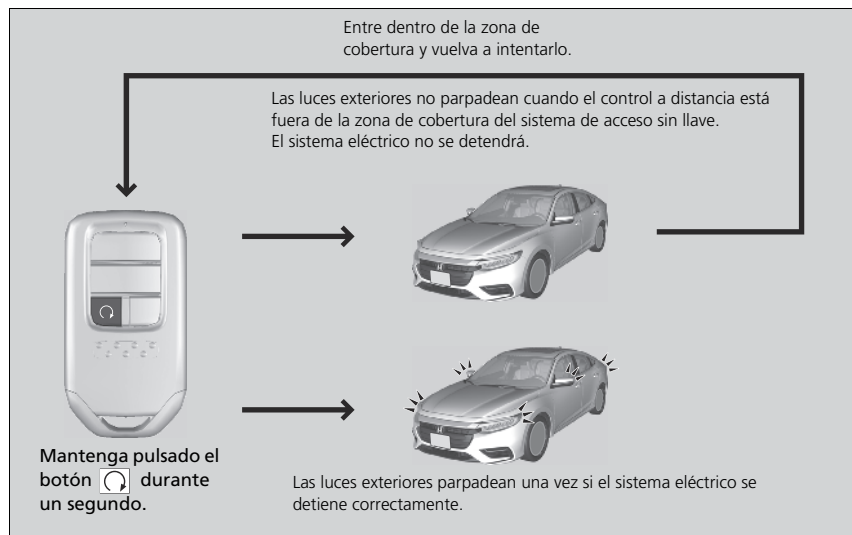 Entre dentro de la zona de
cobertura y vuelva a intentarlo.
Las luces exteriores no parpadean cuando el control a distancia está
fuera de la zona de cobertura del sistema de acceso sin llave.
El sistema eléctrico no se detendrá.
Mantenga pulsado el
botón durante
un segundo.
Las luces exteriores parpadean una vez si el sistema eléctrico se
detiene correctamente.